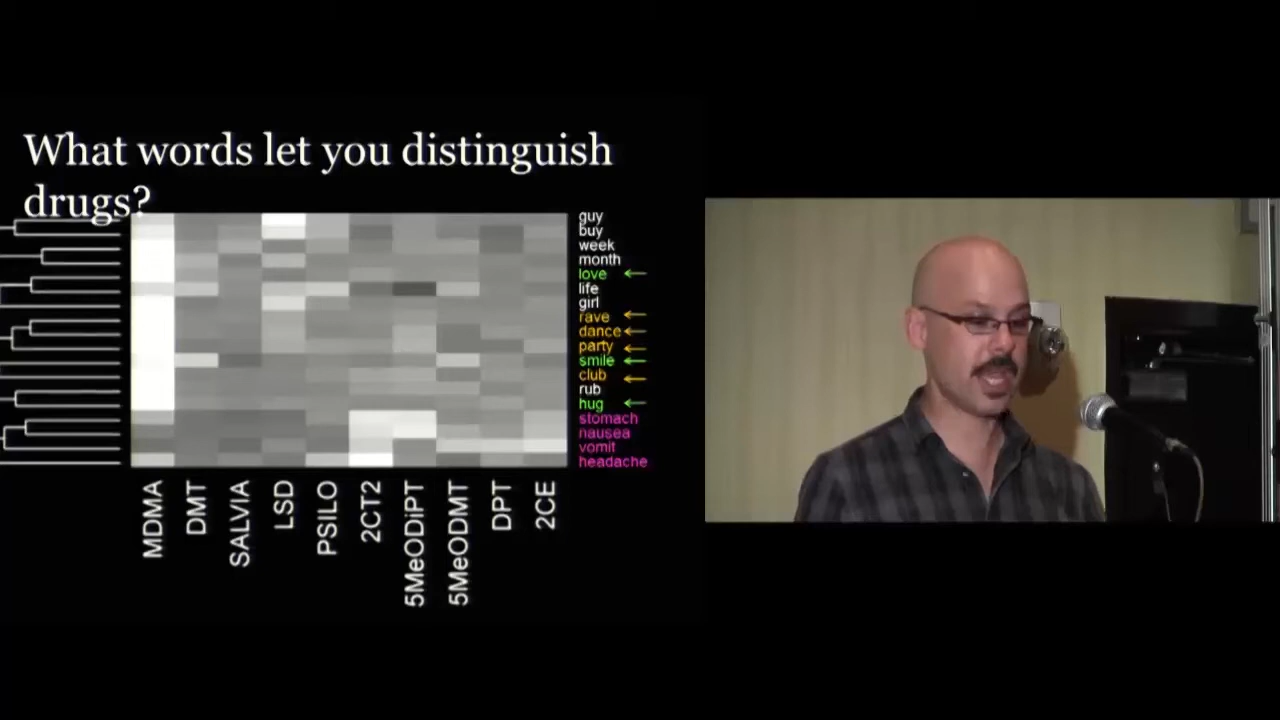 What words let you distinguish
drugs?
guy
buy
week
month
love
life
girl
rave
dance
party
smile
club
rub
hug
stomach
nausea
vomit
headache
MDMA
DMT
SALVIA
LSD
PSILO
2CT2
5MeODiPT
5MeODMT
DPT
2CE